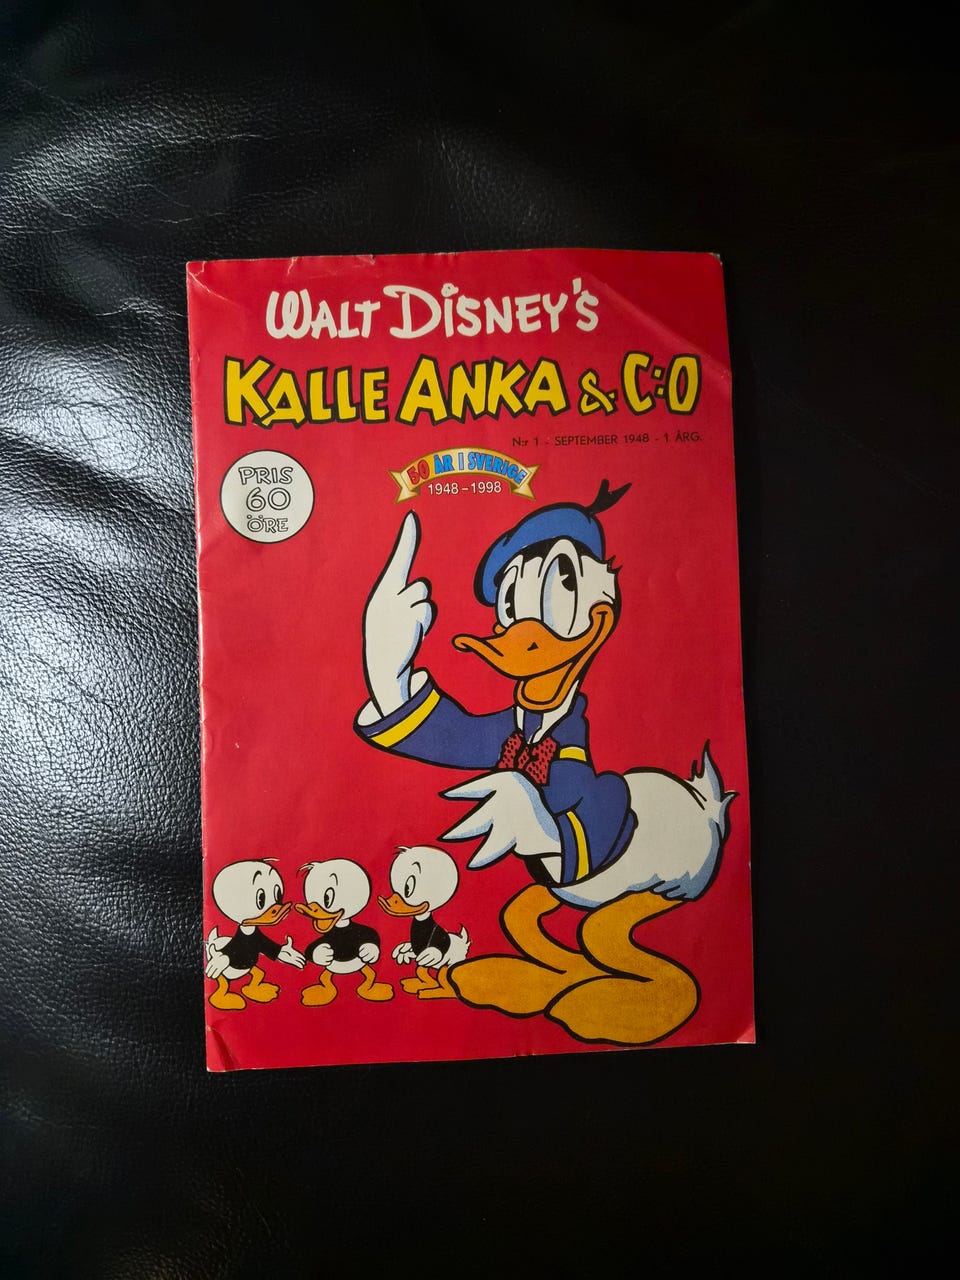 WALT DISNEY'S
KALLE ANKA & C:O
N:r 1 - SEPTEMBER 1948 - 1 ÅRG.
50 ÅR I SVERIGE
1948-1998
PRIS
60
ÖRE